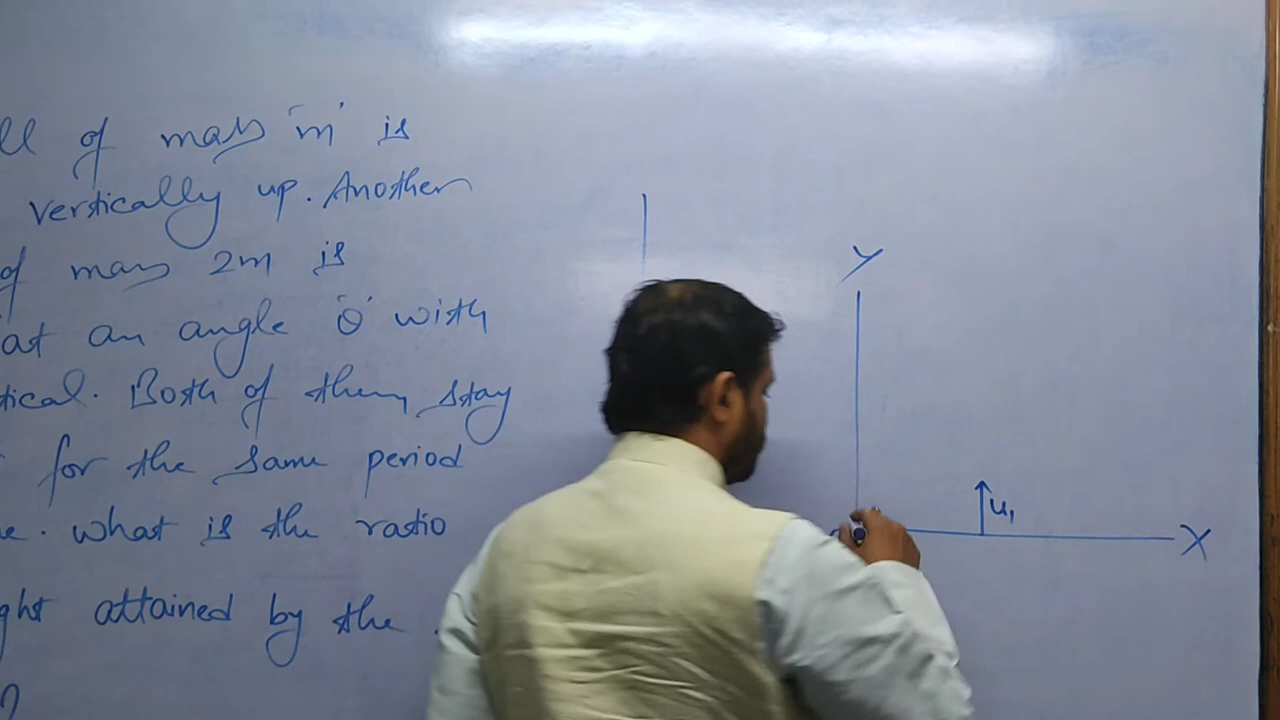 ll of mass 'm' is
vertically up. Another
of mass 2m is
at an angle 'θ' with
tical. Both of them stay
for the same period
e. what is the ratio
ght attained by the
?
Y
u₁
X